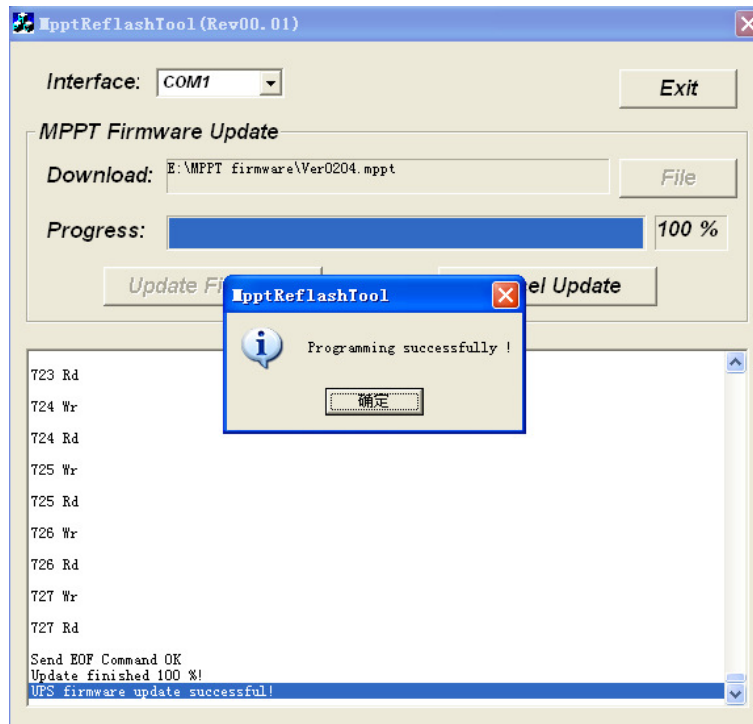 MpptReflashTool(Rev00.01)
Interface: COM1
Exit
MPPT Firmware Update
Download: E:\MPPT firmware\Ver0204.mppt
File
Progress: 100 %
Update
el Update
MpptReflashTool
Programming successfully !
确定
723 Rd
724 Wr
724 Rd
725 Wr
725 Rd
726 Wr
726 Rd
727 Wr
727 Rd
Send EOF Command OK
Update finished 100 %!
UPS firmware update successful!